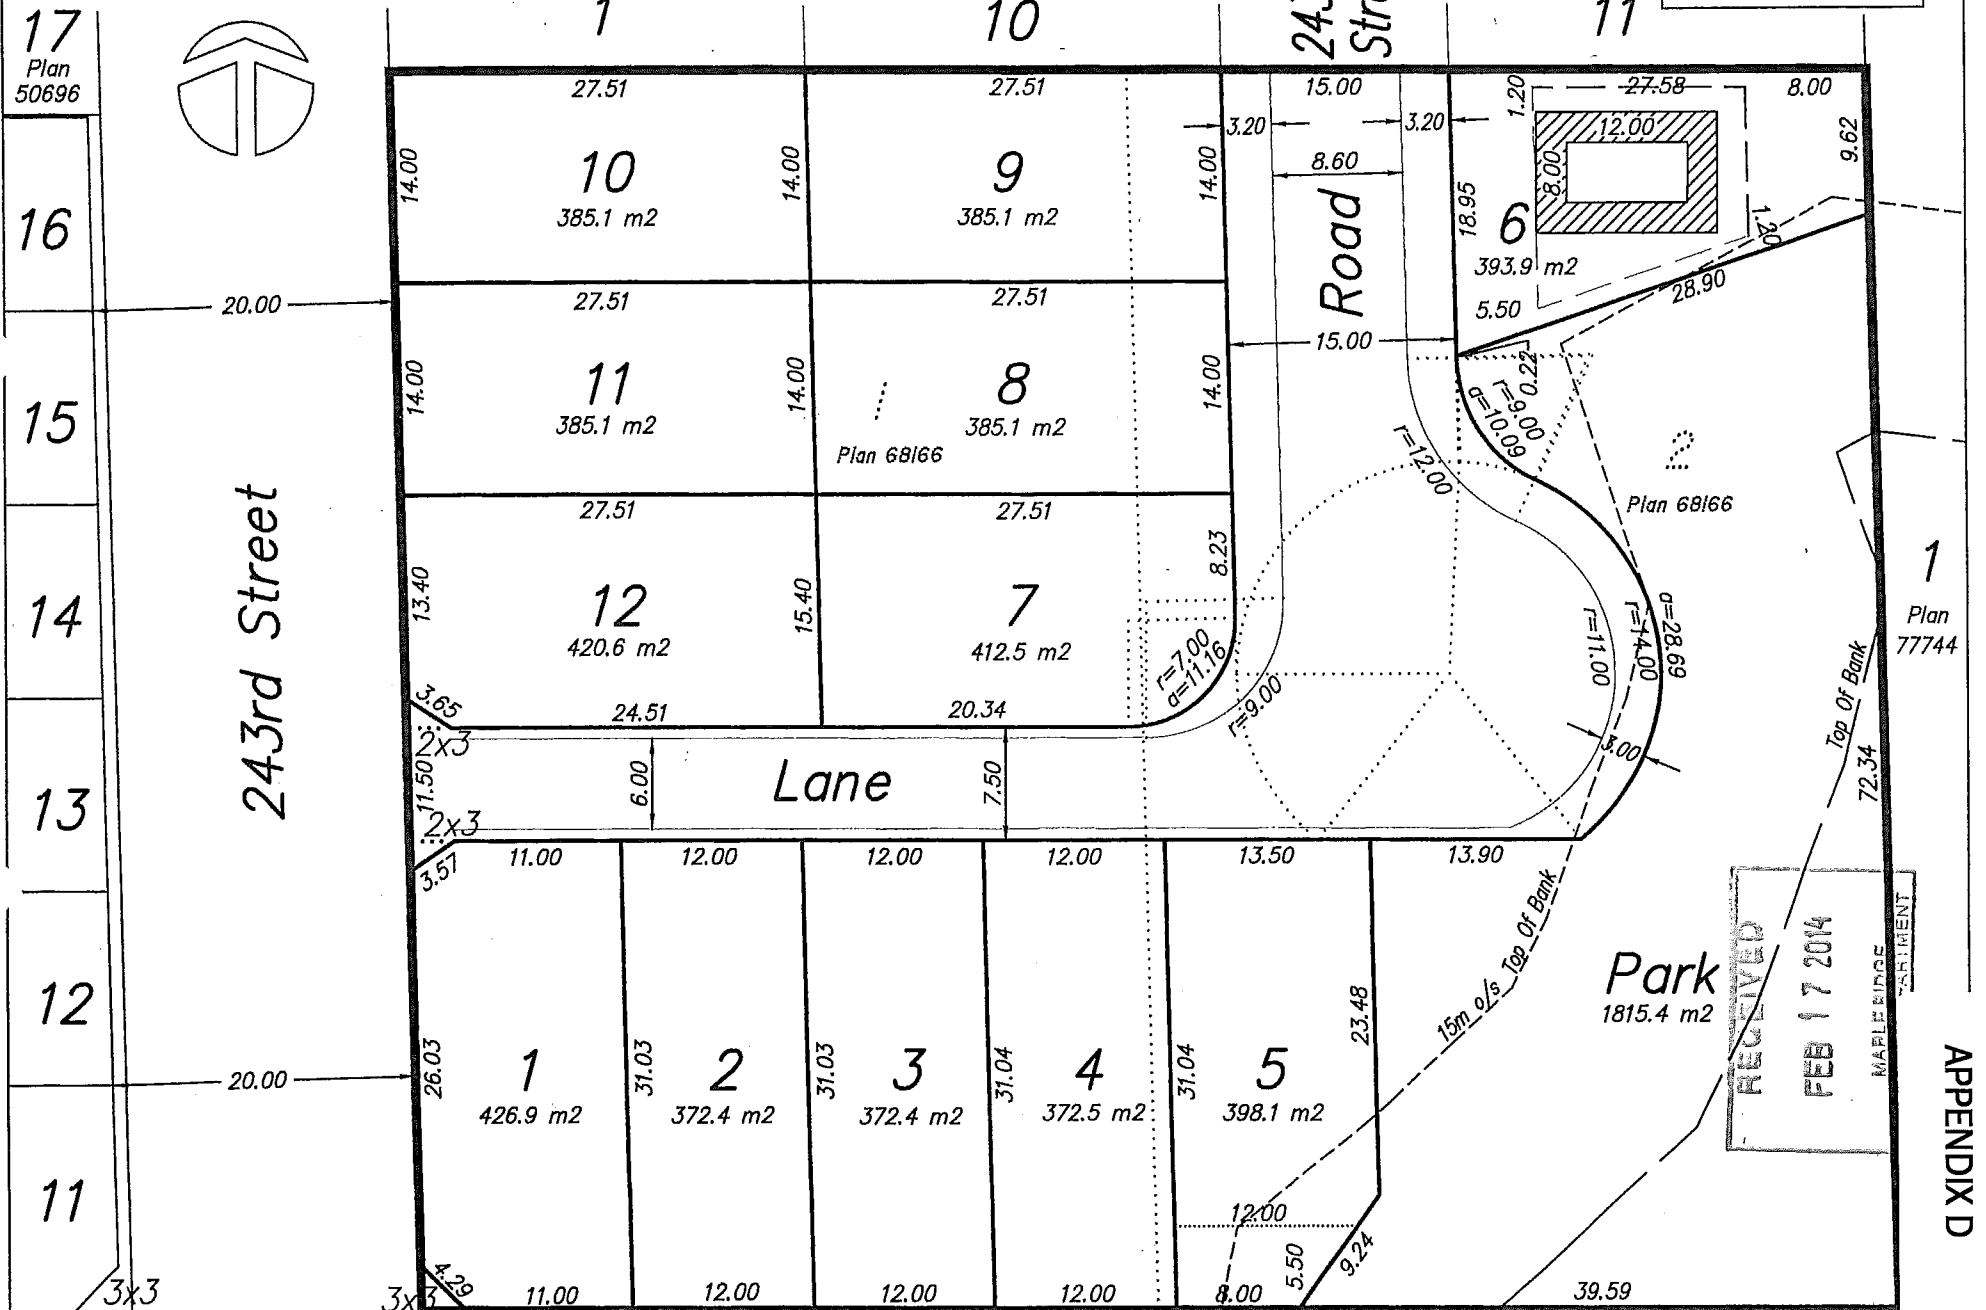 17
Plan
50696
16
15
14
13
12
11
3x3
243rd Street
20.00
20.00
1
10
243
Str
11
27.51
27.51
15.00
1.20
27.58
8.00
3.20
3.20
12.00
8.00
9.62
14.00
10
385.1 m2
14.00
9
385.1 m2
14.00
8.60
Road
18.95
6
393.9 m2
1.20
28.90
5.50
27.51
27.51
15.00
14.00
11
385.1 m2
14.00
1
Plan 68166
8
385.1 m2
14.00
0.22
r=9.00
a=10.09
r=12.00
2
Plan 68166
27.51
27.51
13.40
12
420.6 m2
15.40
7
412.5 m2
8.23
r=7.00
a=11.16
r=9.00
r=11.00
r=14.00
a=28.69
3.00
1
Plan
77744
Top Of Bank
72.34
3.65
24.51
20.34
2x3
11.50
2x3
6.00
Lane
7.50
3.57
11.00
12.00
12.00
12.00
13.50
13.90
26.03
1
426.9 m2
31.03
2
372.4 m2
31.03
3
372.4 m2
31.04
4
372.5 m2
31.04
5
398.1 m2
23.48
15m o/s Top Of Bank
Park
1815.4 m2
RECEIVED
FEB 17 2014
MAPLE RIDGE
APPENDIX D
12.00
5.50
9.24
4.29
3x3
11.00
12.00
12.00
12.00
8.00
39.59